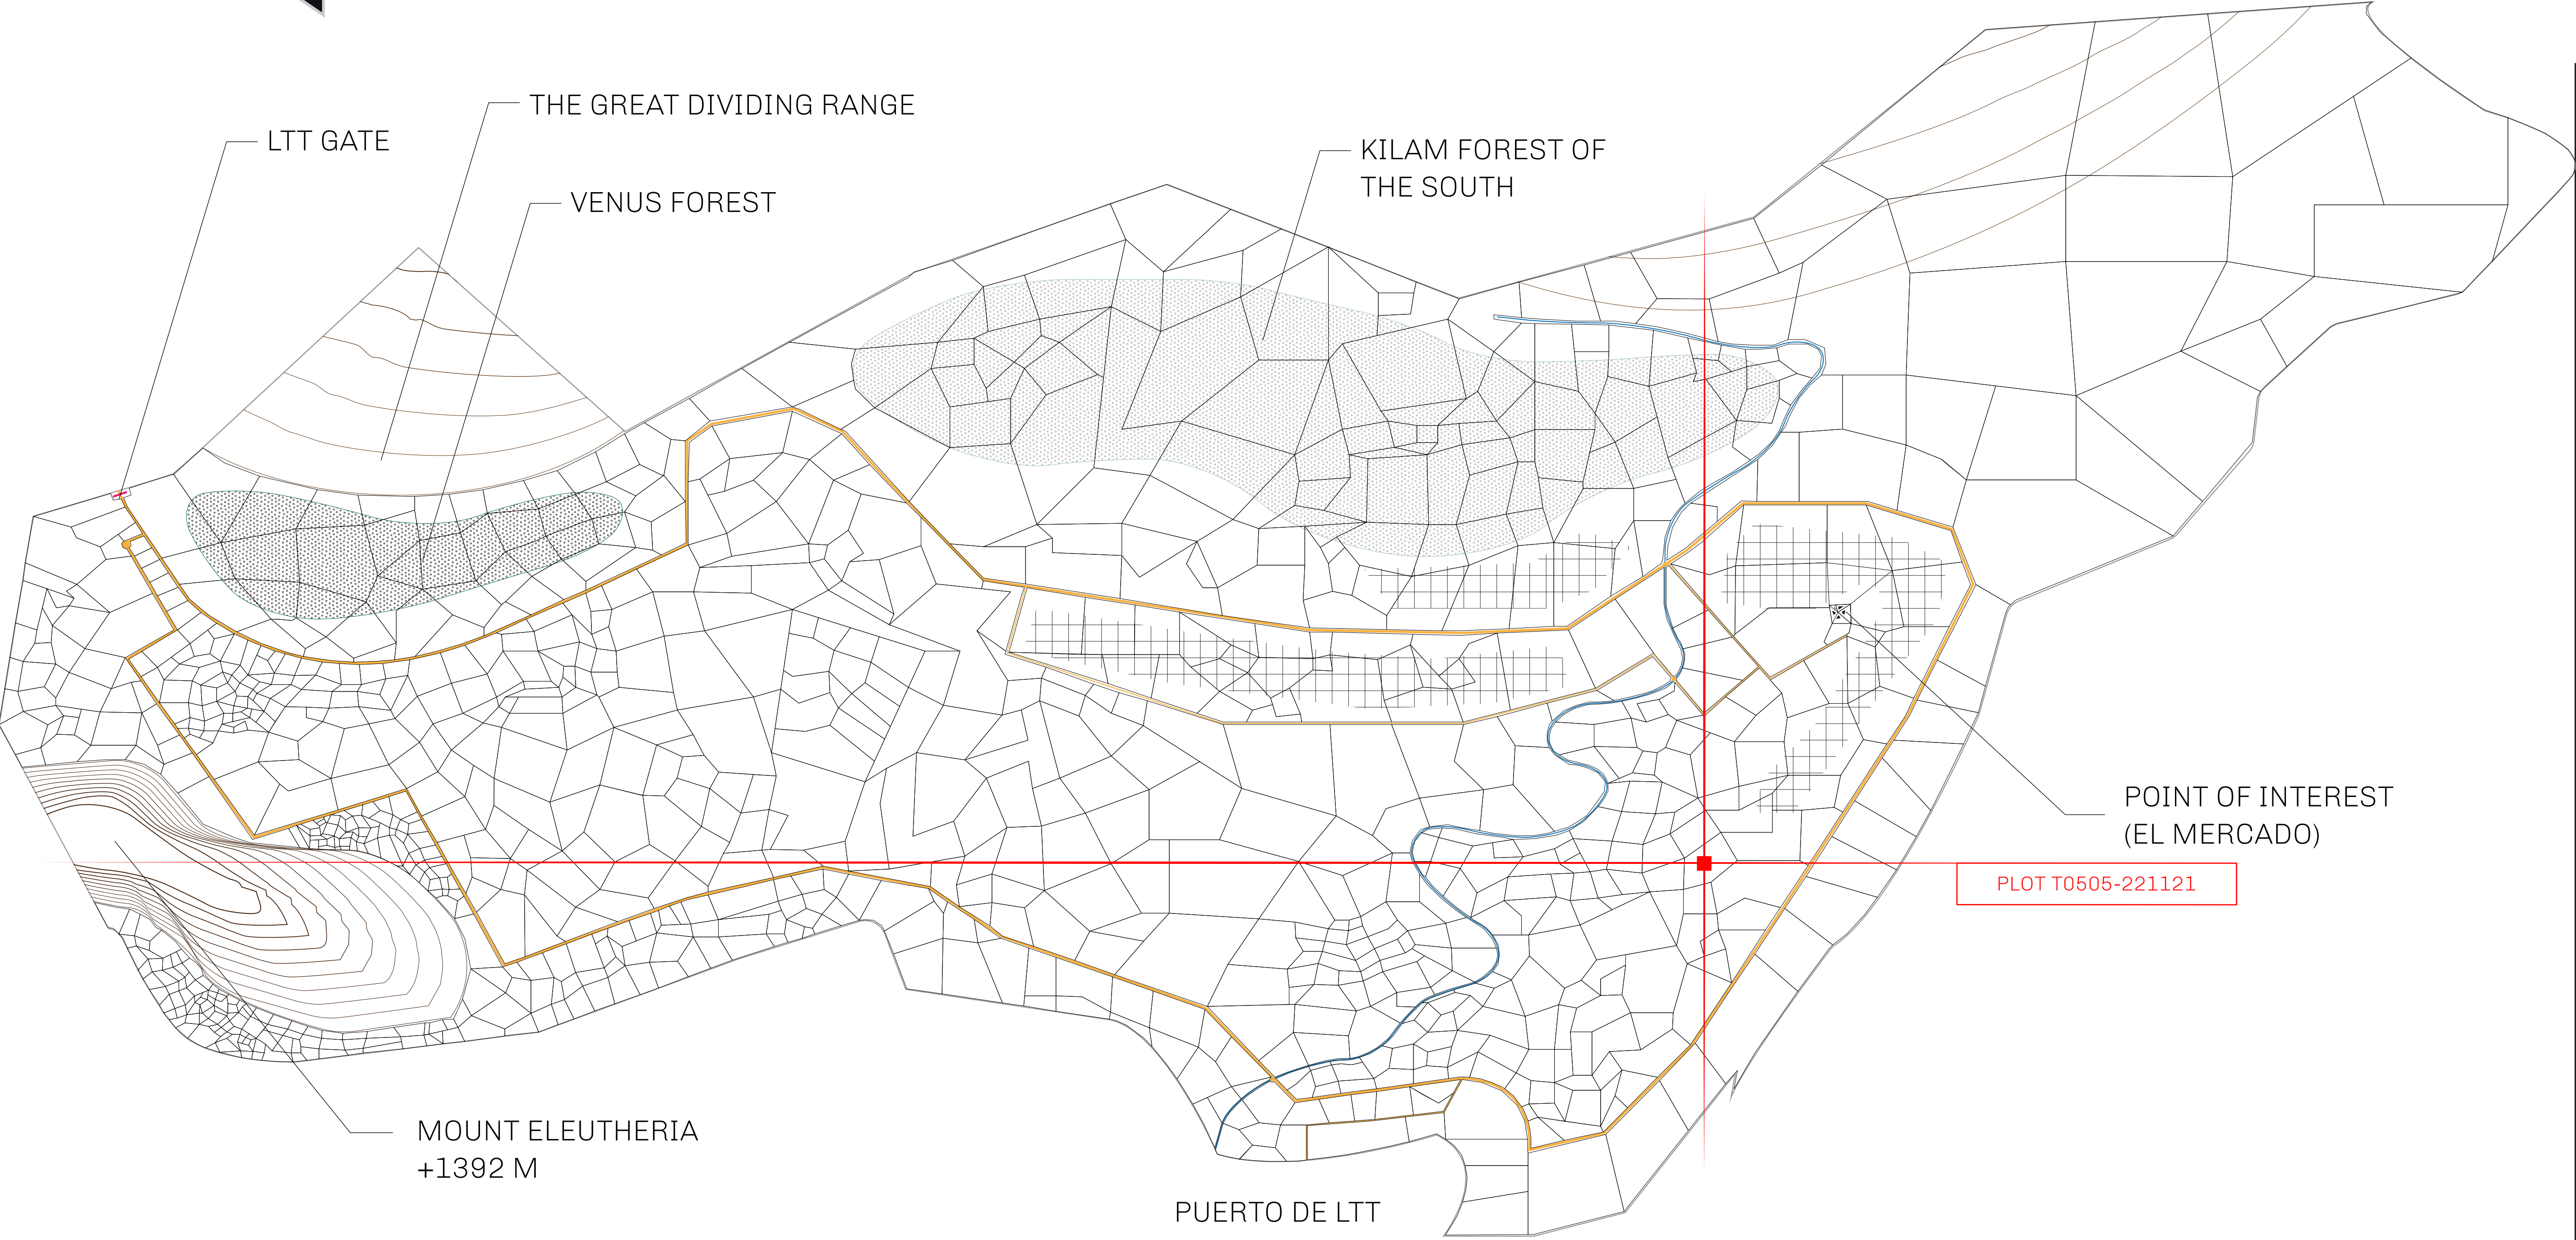 THE GREAT DIVIDING RANGE
LTT GATE
KILAM FOREST OF
THE SOUTH
VENUS FOREST
POINT OF INTEREST
(EL MERCADO)
PLOT T0505-221121
MOUNT ELEUTHERIA
+1392 M
PUERTO DE LTT